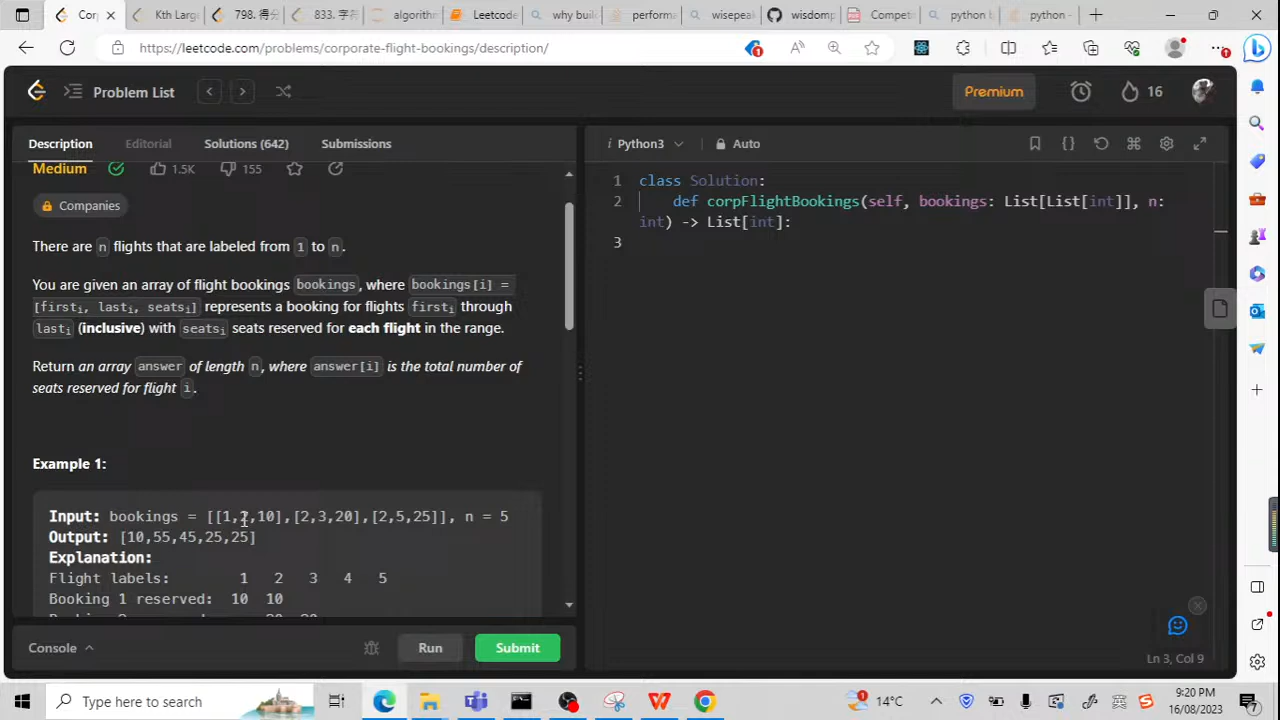 Cor
Kth Larg
798. 得分
833. 字符
algorithm
Leetcode
why buil
performa
wisepeak
wisdomp
Competi
python b
python -
https://leetcode.com/problems/corporate-flight-bookings/description/
1
Problem List
Premium
16
Description
Editorial
Solutions (642)
Submissions
i Python3
Auto
Medium
1.5K
155
Companies
1 class Solution:
2 def corpFlightBookings(self, bookings: List[List[int]], n:
int) -> List[int]:
3
There are n flights that are labeled from 1 to n.
You are given an array of flight bookings bookings, where bookings[i] =
[firsti, lasti, seatsi] represents a booking for flights firsti through
lasti (inclusive) with seatsi seats reserved for each flight in the range.
Return an array answer of length n, where answer[i] is the total number of
seats reserved for flight i.
Example 1:
Input: bookings = [[1,2,10],[2,3,20],[2,5,25]], n = 5
Output: [10,55,45,25,25]
Explanation:
Flight labels: 1 2 3 4 5
Booking 1 reserved: 10 10
Console
Run
Submit
Ln 3, Col 9
Type here to search
1
14°C
9:20 PM
16/08/2023
7